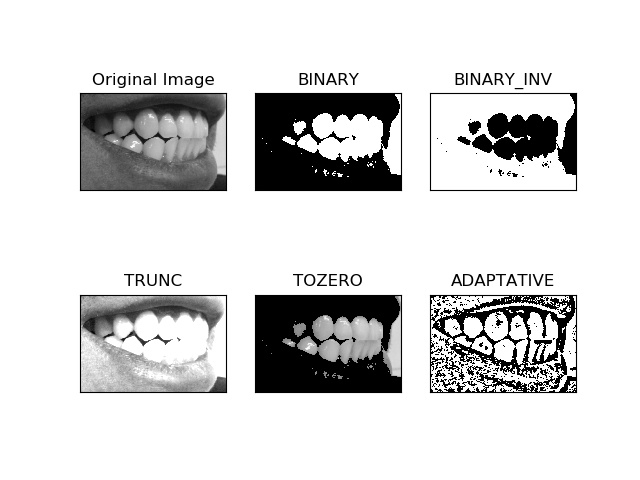 Original Image
BINARY
BINARY_INV
TRUNC
TOZERO
ADAPTATIVE